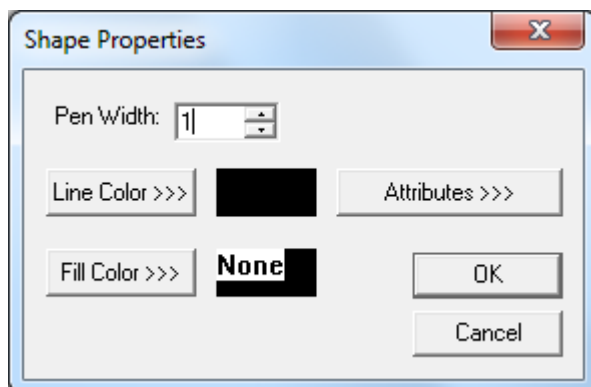 Shape Properties
Pen Width: 1
Line Color >>>
Attributes >>>
Fill Color >>>
None
OK
Cancel